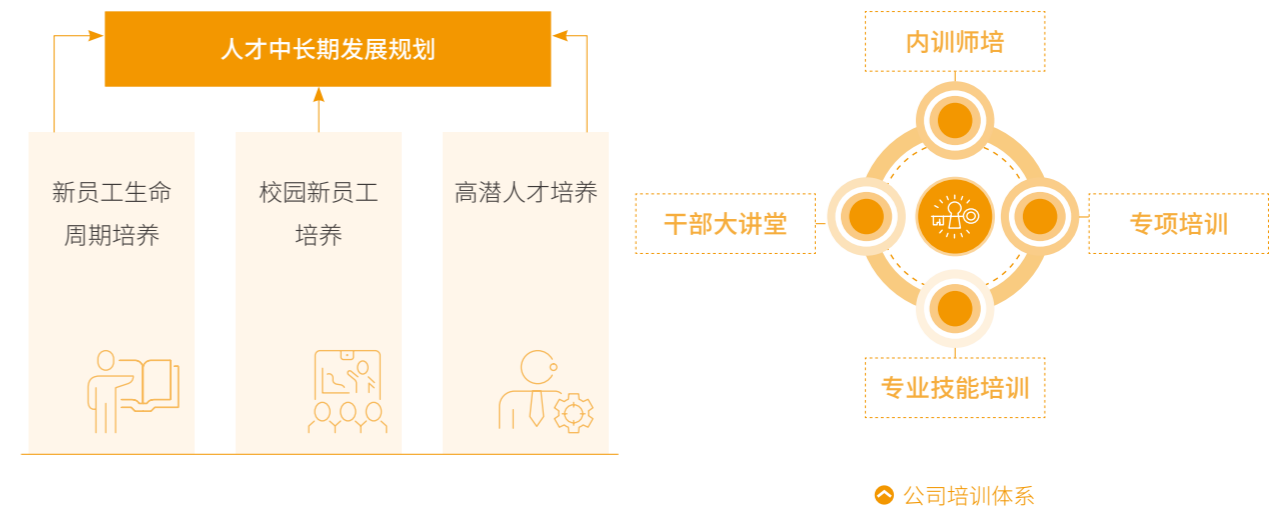 人才中长期发展规划
新员工生命
周期培养
校园新员工
培养
高潜人才培养
内训师培
干部大讲堂
专项培训
专业技能培训
公司培训体系